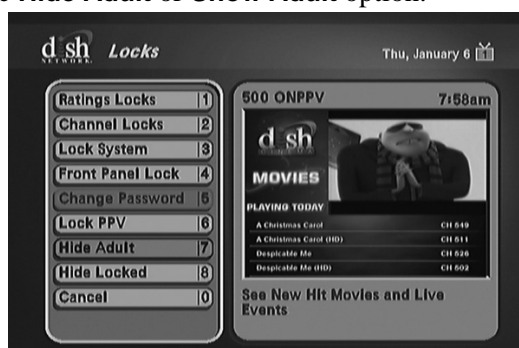 Hide Adult or Show Adult option.
dish
NETWORK
Locks
Thu, January 6
Ratings Locks 1
Channel Locks 2
Lock System 3
Front Panel Lock 4
Change Password 5
Lock PPV 6
Hide Adult 7
Hide Locked 8
Cancel 0
500 ONPPV 7:58am
dish
MOVIES
PLAYING TODAY
A Christmas Carol CH 549
A Christmas Carol (HD) CH 511
Despicable Me CH 526
Despicable Me (HD) CH 502
See New Hit Movies and Live
Events